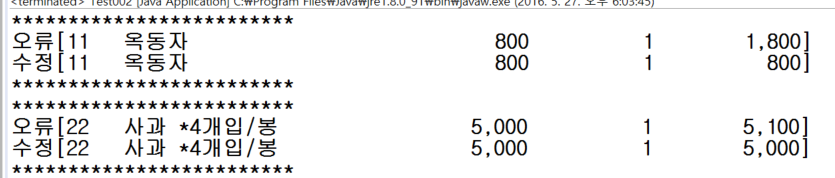 <terminated> Test002 [Java Application] C:\Program Files\Java\jre1.8.0_91\bin\javaw.exe (2016. 5. 27. 오후 6:03:45)
*************************
오류[11 옥동자 800 1 1,800]
수정[11 옥동자 800 1 800]
*************************
*************************
오류[22 사과 *4개입/봉 5,000 1 5,100]
수정[22 사과 *4개입/봉 5,000 1 5,000]
*************************